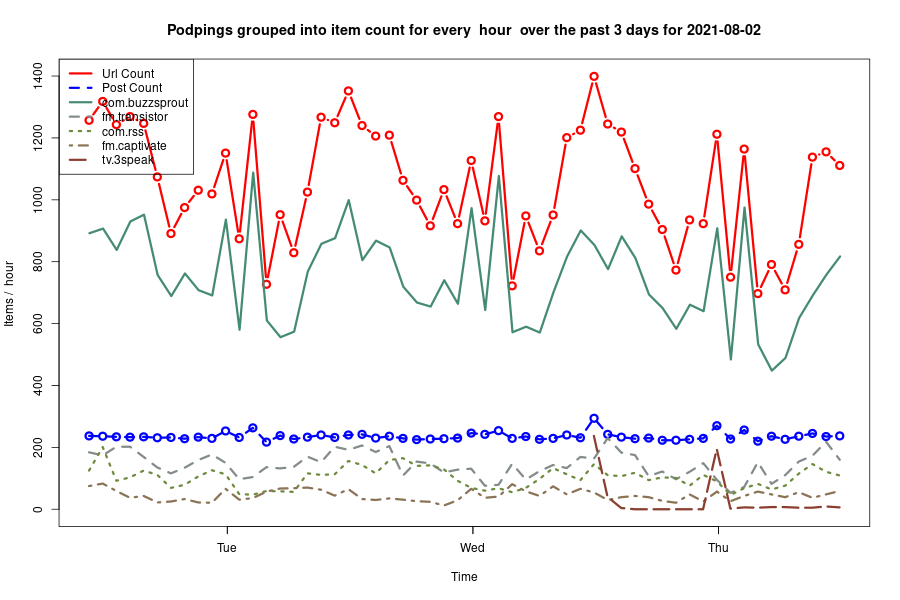 Podpings grouped into item count for every  hour  over the past 3 days for 2021-08-02
Url Count
Post Count
com.buzzsprout
fm.transistor
com.rss
fm.captivate
tv.3speak
Items /  hour
1400
1200
1000
800
600
400
200
0
Tue
Wed
Thu
Time